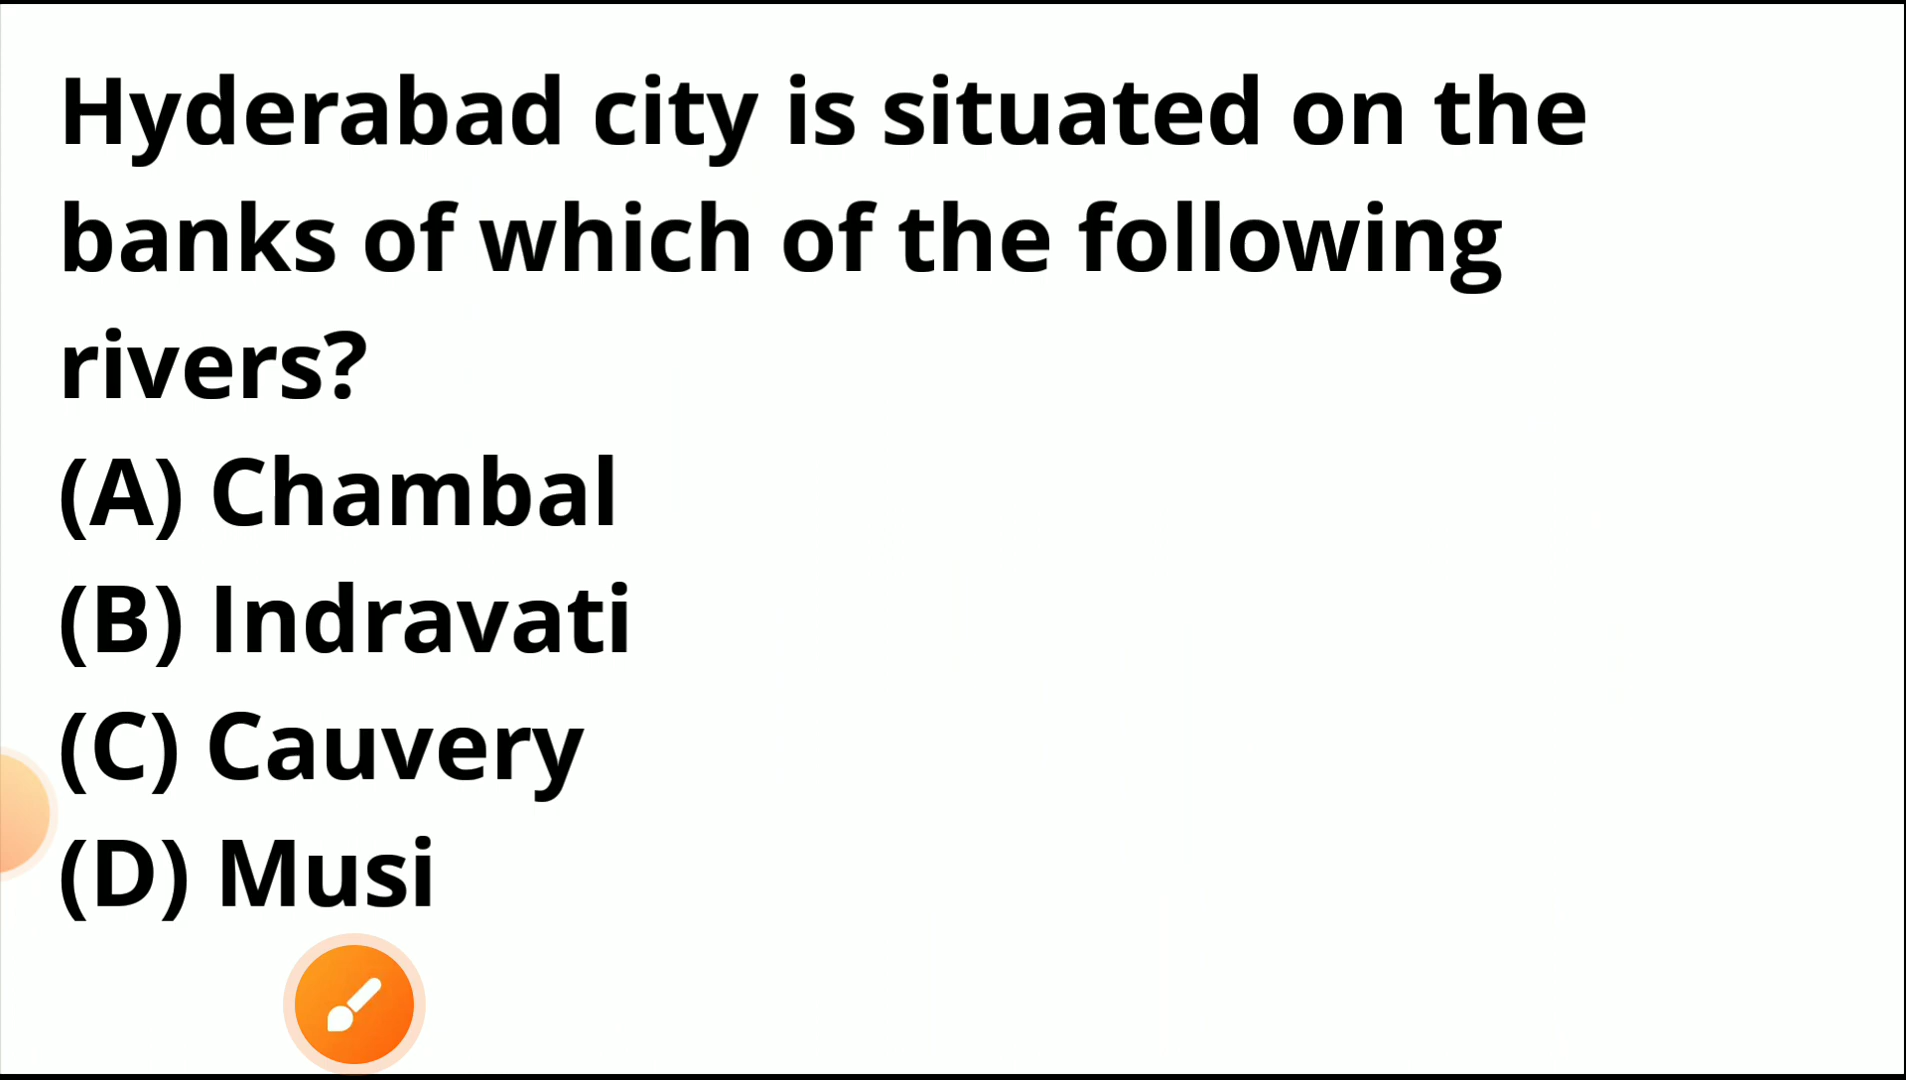 Hyderabad city is situated on the
banks of which of the following
rivers?
(A) Chambal
(B) Indravati
(C) Cauvery
(D) Musi